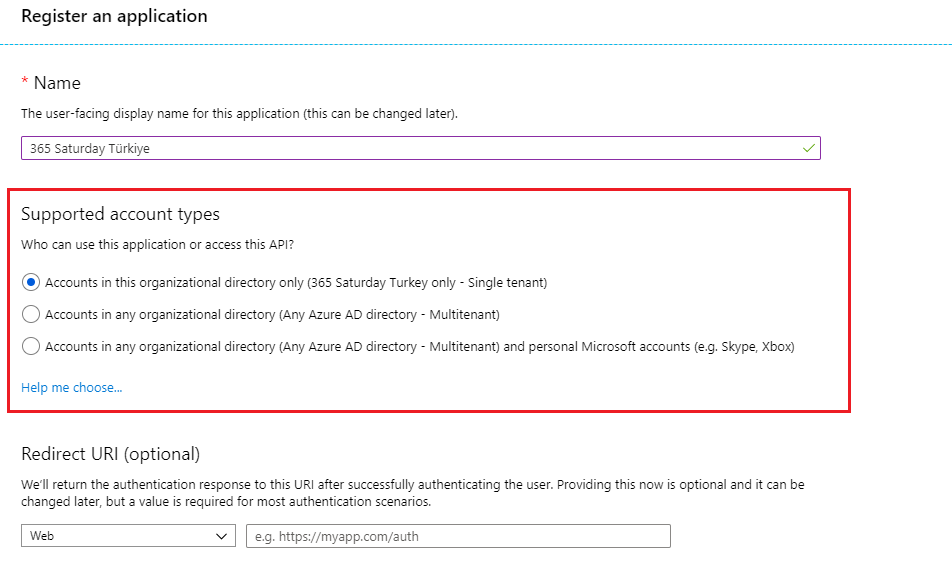 Register an application
* Name
The user-facing display name for this application (this can be changed later).
365 Saturday Türkiye
Supported account types
Who can use this application or access this API?
Accounts in this organizational directory only (365 Saturday Turkey only - Single tenant)
Accounts in any organizational directory (Any Azure AD directory - Multitenant)
Accounts in any organizational directory (Any Azure AD directory - Multitenant) and personal Microsoft accounts (e.g. Skype, Xbox)
Help me choose...
Redirect URI (optional)
We'll return the authentication response to this URI after successfully authenticating the user. Providing this now is optional and it can be
changed later, but a value is required for most authentication scenarios.
Web
e.g. https://myapp.com/auth